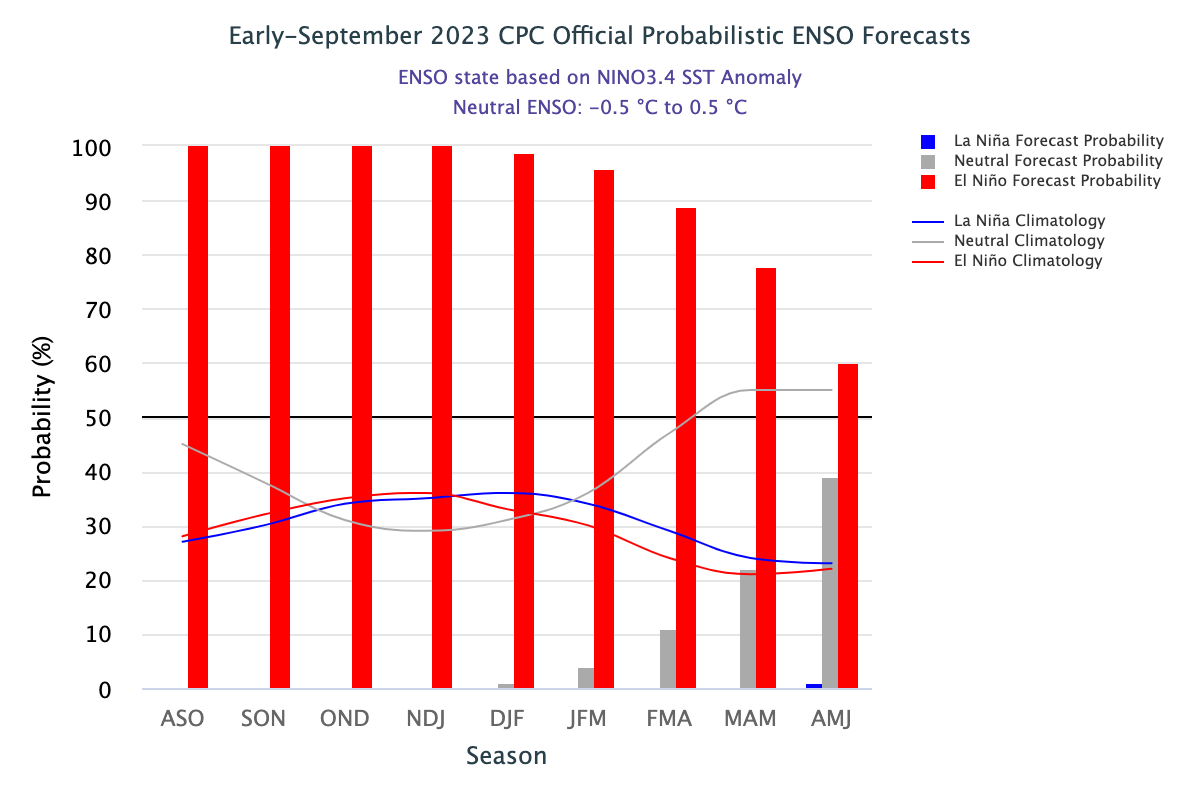 Early-September 2023 CPC Official Probabilistic ENSO Forecasts
ENSO state based on NINO3.4 SST Anomaly
Neutral ENSO: −0.5 °C to 0.5 °C
La Niña Forecast Probability
Neutral Forecast Probability
El Niño Forecast Probability
La Niña Climatology
Neutral Climatology
El Niño Climatology
Probability (%)
100
90
80
70
60
50
40
30
20
10
0
ASO SON OND NDJ DJF JFM FMA MAM AMJ
Season